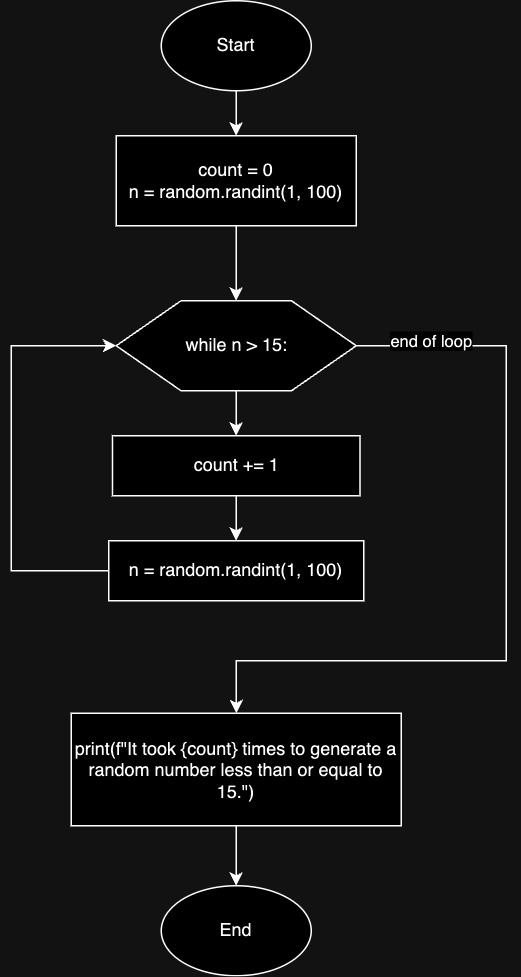 Start
count = 0
n = random.randint(1, 100)
while n > 15:
end of loop
count += 1
n = random.randint(1, 100)
print(f"It took {count} times to generate a
random number less than or equal to
15.")
End